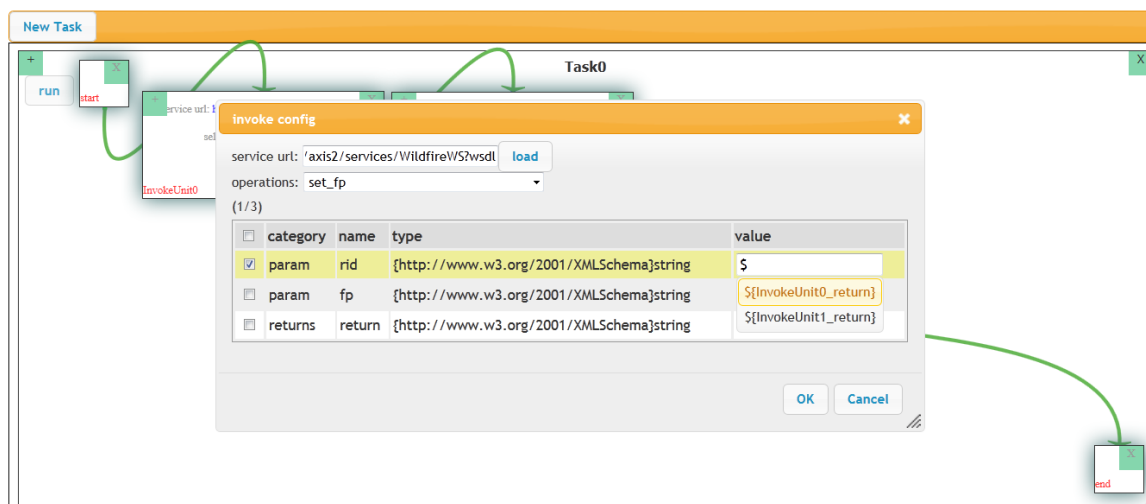 New Task
+
X
Task0
X
run
start
+
X
+
X
service url:
sel
InvokeUnit0
invoke config
service url: /axis2/services/WildfireWS?wsdl load
operations: set_fp
(1/3)
category name type value
param rid {http://www.w3.org/2001/XMLSchema}string $
param fp {http://www.w3.org/2001/XMLSchema}string ${InvokeUnit0_return}
returns return {http://www.w3.org/2001/XMLSchema}string ${InvokeUnit1_return}
OK Cancel
X
end